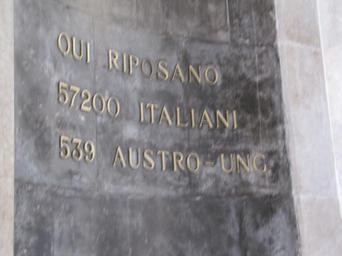 QUI RIPOSANO
57200 ITALIANI
539 AUSTRO-UNG.